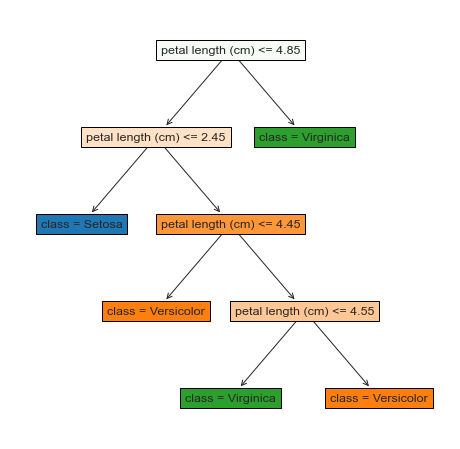 petal length (cm) <= 4.85
petal length (cm) <= 2.45
class = Virginica
class = Setosa
petal length (cm) <= 4.45
class = Versicolor
petal length (cm) <= 4.55
class = Virginica
class = Versicolor